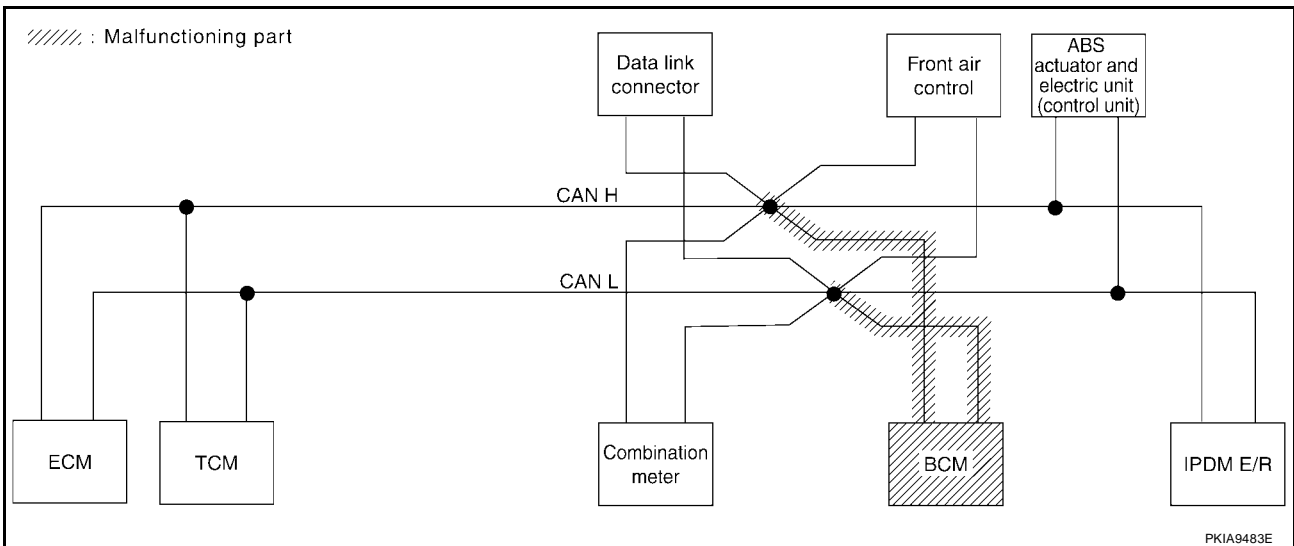 : Malfunctioning part
Data link
connector
Front air
control
ABS
actuator and
electric unit
(control unit)
CAN H
CAN L
ECM
TCM
Combination
meter
BCM
IPDM E/R
PKIA9483E